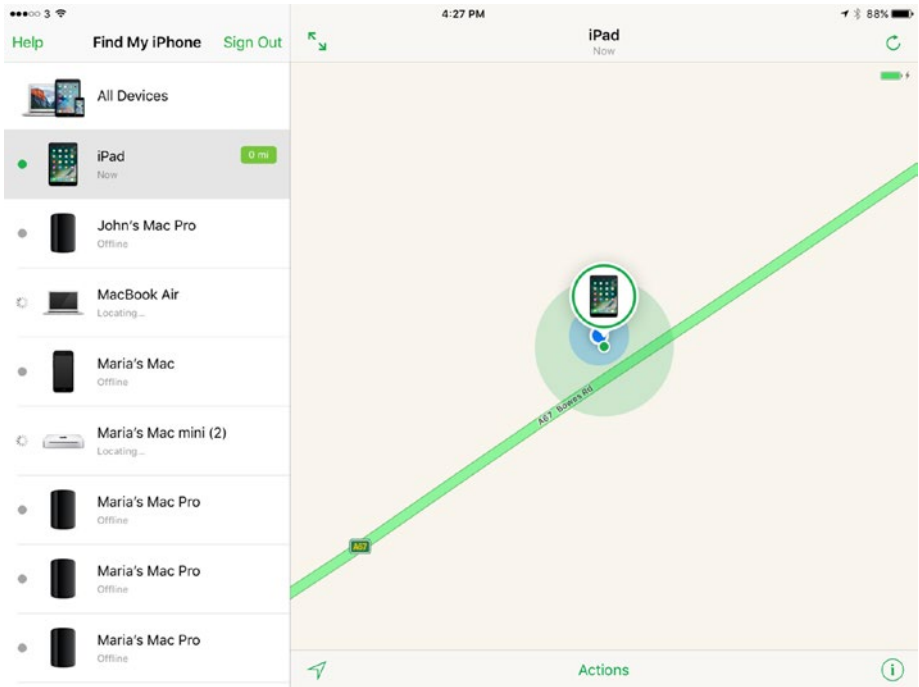 3 4:27 PM 88%
Help Find My iPhone Sign Out iPad
Now
All Devices
iPad 0 mi
Now
John's Mac Pro
Offline
MacBook Air
Locating...
Maria's Mac
Offline
Maria's Mac mini (2)
Locating...
Maria's Mac Pro
Offline
Maria's Mac Pro
Offline
Maria's Mac Pro
Offline
A67 Bowes Rd
A67
Actions